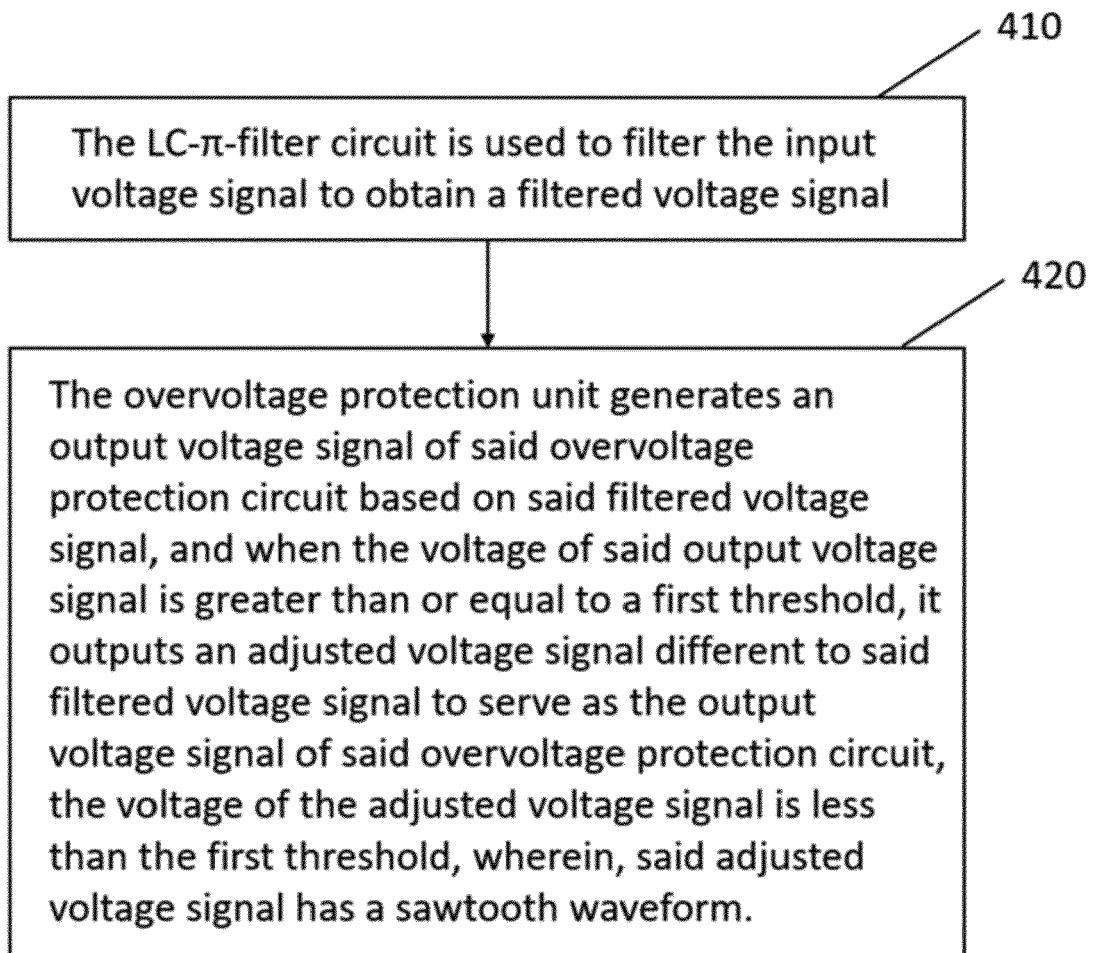 410
The LC-π-filter circuit is used to filter the input
voltage signal to obtain a filtered voltage signal
420
The overvoltage protection unit generates an
output voltage signal of said overvoltage
protection circuit based on said filtered voltage
signal, and when the voltage of said output voltage
signal is greater than or equal to a first threshold, it
outputs an adjusted voltage signal different to said
filtered voltage signal to serve as the output
voltage signal of said overvoltage protection circuit,
the voltage of the adjusted voltage signal is less
than the first threshold, wherein, said adjusted
voltage signal has a sawtooth waveform.